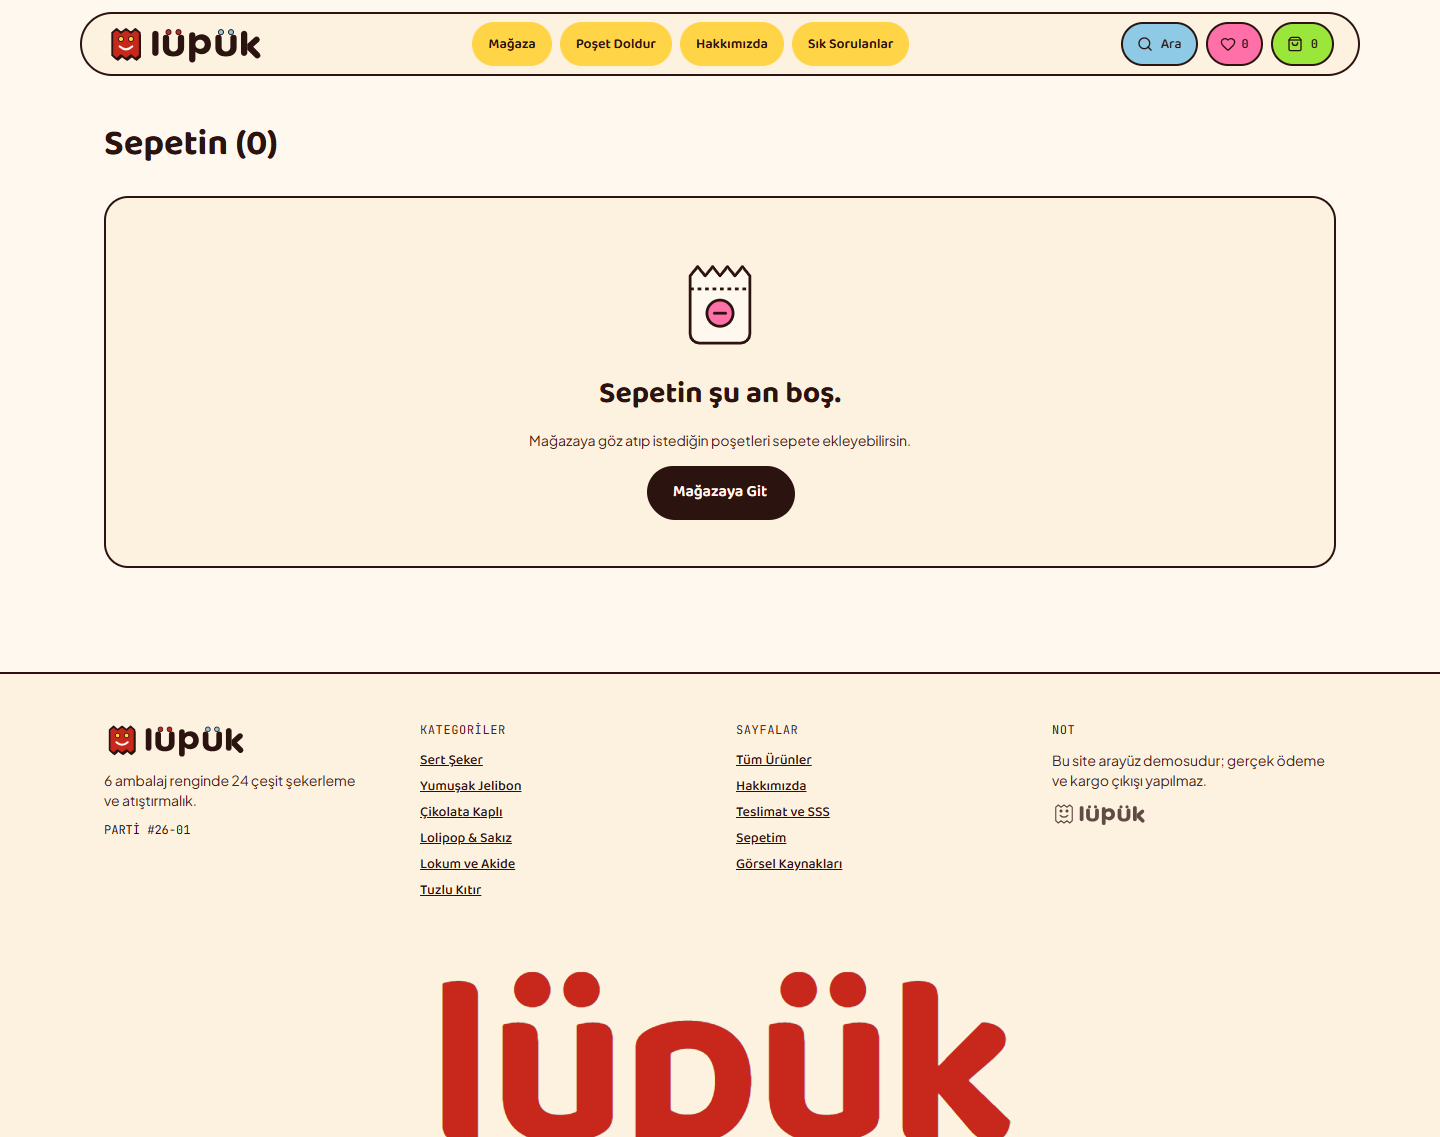 lüpük
Mağaza
Poşet Doldur
Hakkımızda
Sık Sorulanlar
Ara
0
0
Sepetin (0)
Sepetin şu an boş.
Mağazaya göz atıp istediğin poşetleri sepete ekleyebilirsin.
Mağazaya Git
lüpük
6 ambalaj renginde 24 çeşit şekerleme
ve atıştırmalık.
PARTİ #26-01
KATEGORİLER
Sert Şeker
Yumuşak Jelibon
Çikolata Kaplı
Lolipop & Sakız
Lokum ve Akide
Tuzlu Kıtır
SAYFALAR
Tüm Ürünler
Hakkımızda
Teslimat ve SSS
Sepetim
Görsel Kaynakları
NOT
Bu site arayüz demosudur; gerçek ödeme
ve kargo çıkışı yapılmaz.
lüpük
lüpük